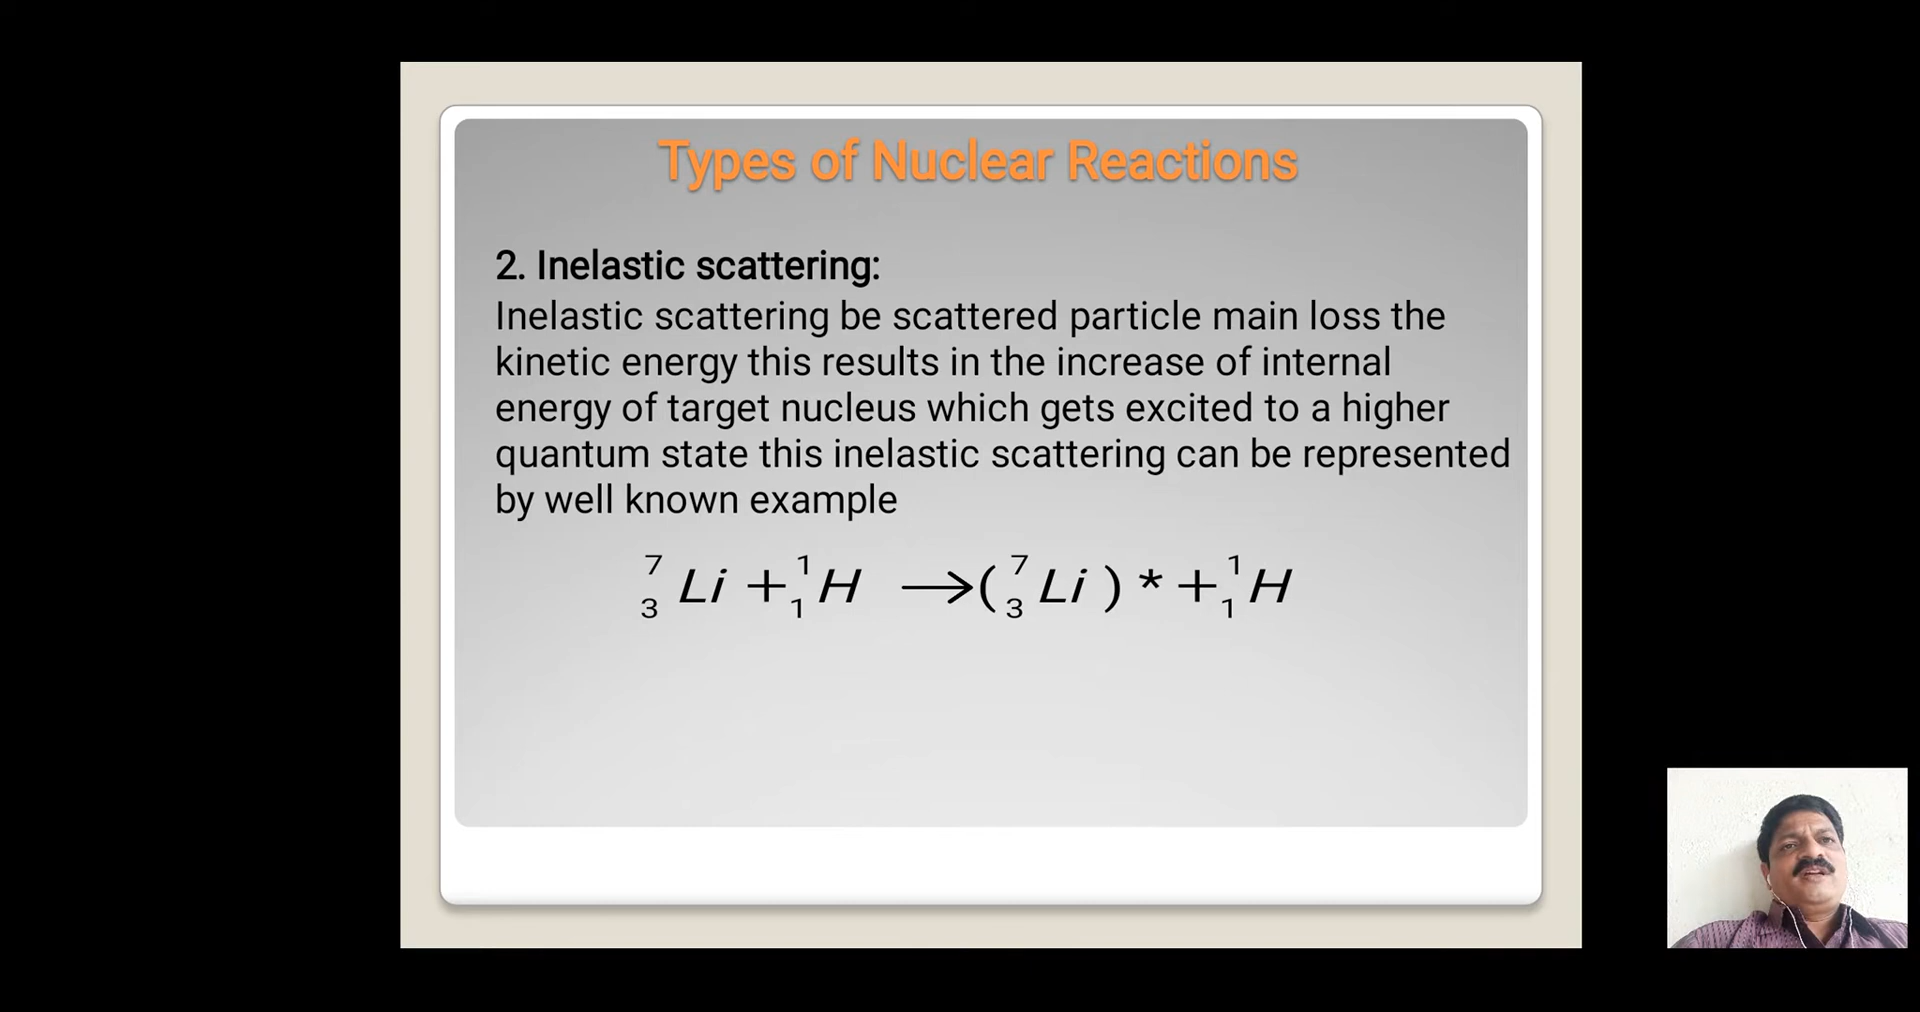 Types of Nuclear Reactions
2. Inelastic scattering:
Inelastic scattering be scattered particle main loss the
kinetic energy this results in the increase of internal
energy of target nucleus which gets excited to a higher
quantum state this inelastic scattering can be represented
by well known example
⁷₃Li + ¹₁H → (⁷₃Li)* + ¹₁H